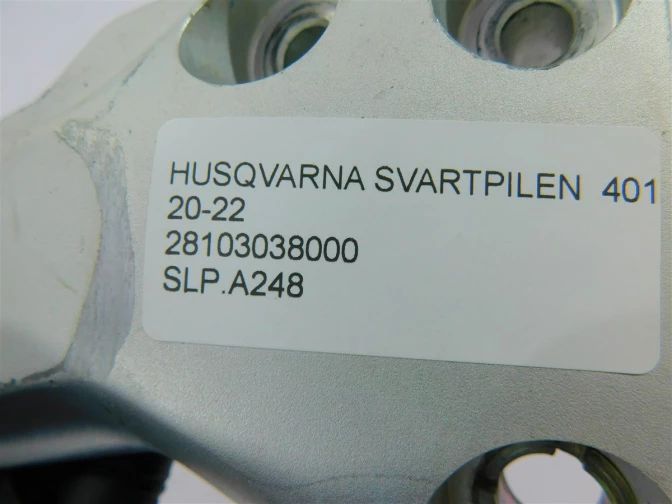 HUSQVARNA SVARTPILEN 401
20-22
28103038000
SLP.A248